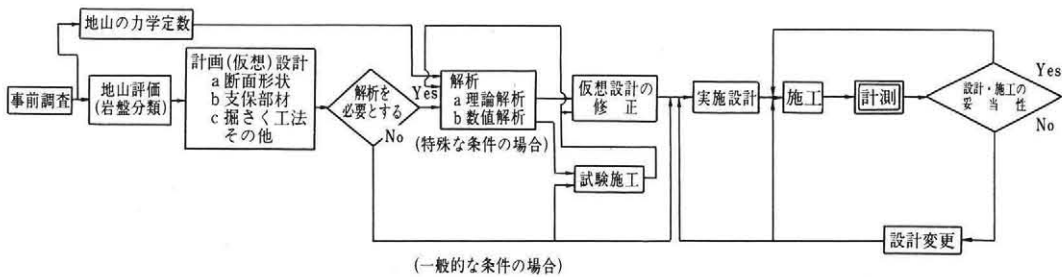 地山の力学定数
事前調査
地山評価
(岩盤分類)
計画(仮想)設計
a 断面形状
b 支保部材
c 掘さく工法
その他
解析を
必要とする
Yes
No
解析
a 理論解析
b 数値解析
(特殊な条件の場合)
仮想設計の
修正
試験施工
実施設計
施工
計測
設計・施工の
妥当性
Yes
No
設計変更
(一般的な条件の場合)